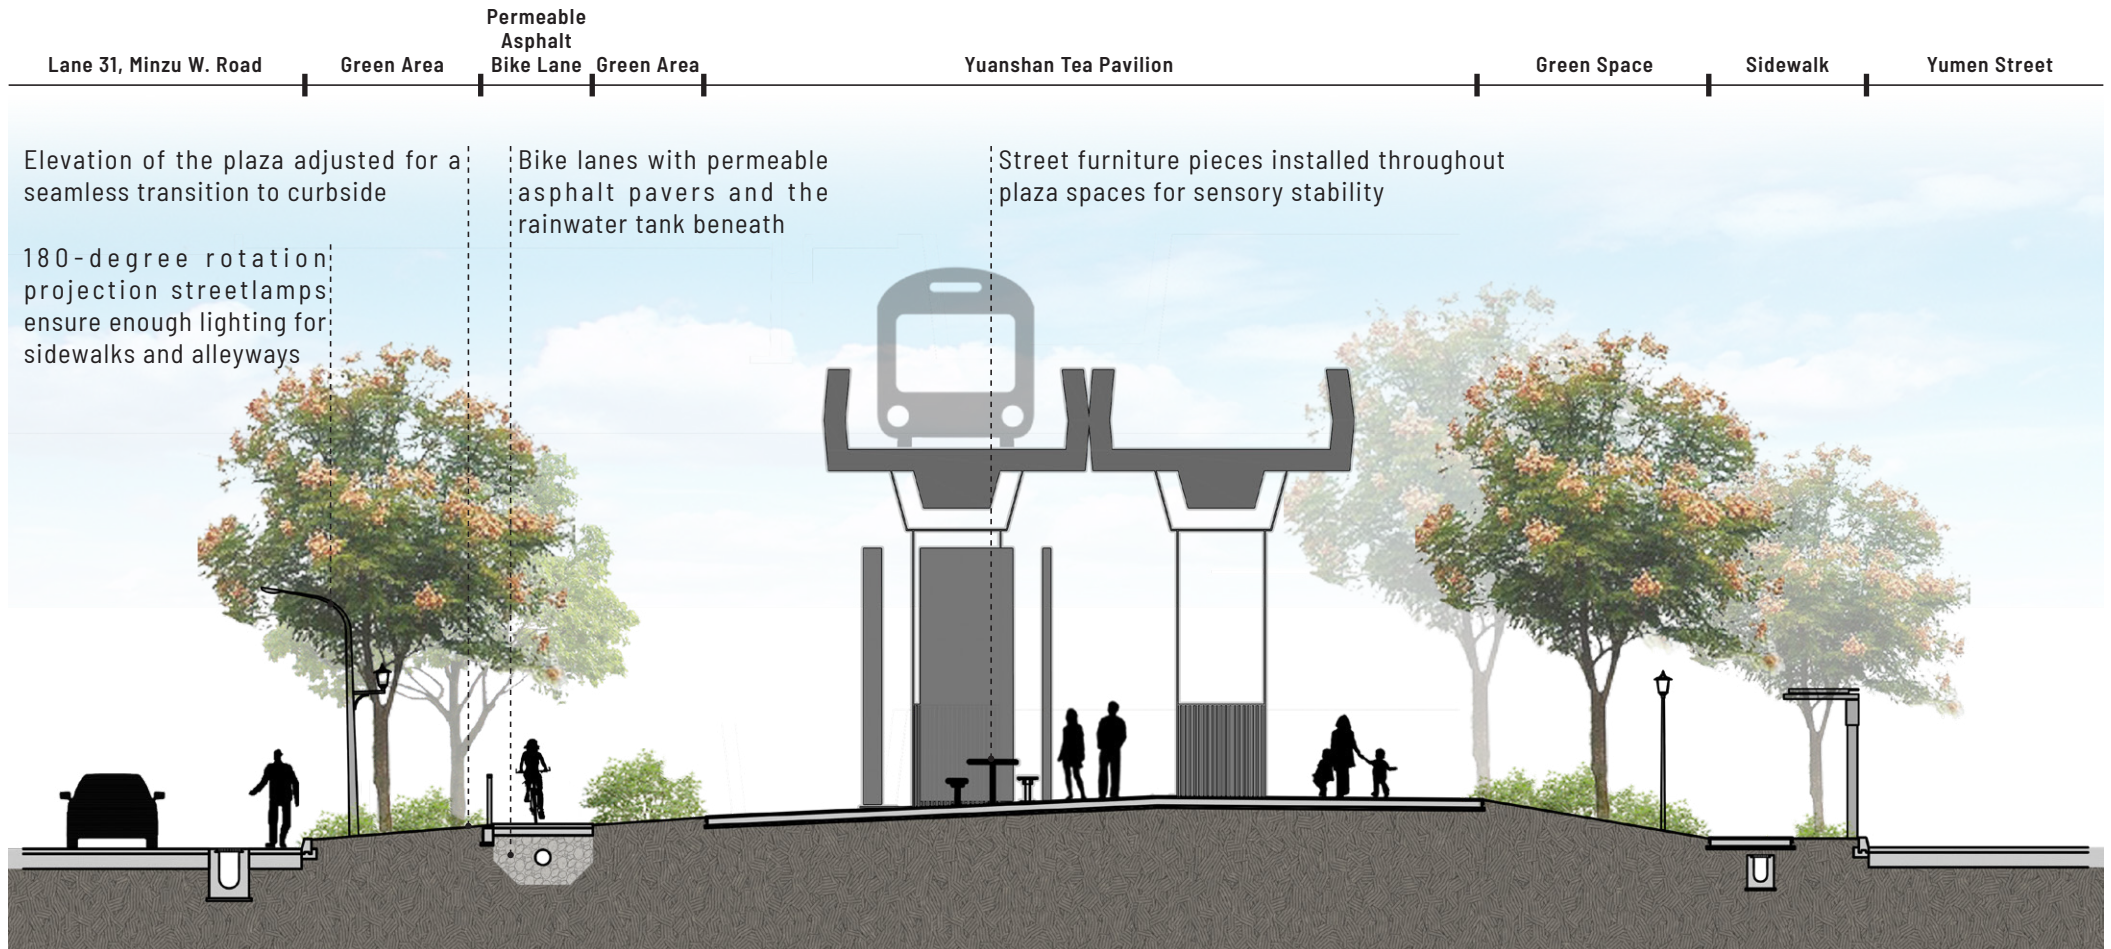 Lane 31, Minzu W. Road
Green Area
Permeable
Asphalt
Bike Lane
Green Area
Yuanshan Tea Pavilion
Green Space
Sidewalk
Yumen Street
Elevation of the plaza adjusted for a
seamless transition to curbside
180-degree rotation
projection streetlamps
ensure enough lighting for
sidewalks and alleyways
Bike lanes with permeable
asphalt pavers and the
rainwater tank beneath
Street furniture pieces installed throughout
plaza spaces for sensory stability